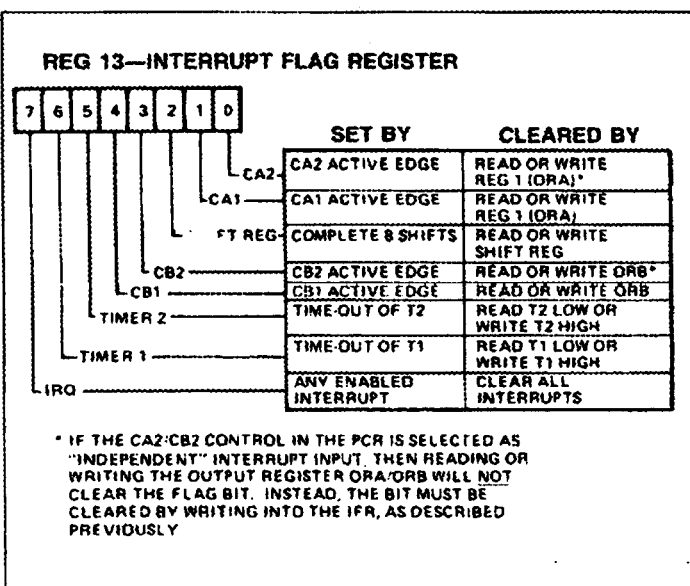 REG 13—INTERRUPT FLAG REGISTER
7 6 5 4 3 2 1 0
SET BY CLEARED BY
CA2 CA2 ACTIVE EDGE READ OR WRITE
REG 1 (ORA)*
CA1 CA1 ACTIVE EDGE READ OR WRITE
REG 1 (ORA)
FT REG COMPLETE 8 SHIFTS READ OR WRITE
SHIFT REG
CB2 CB2 ACTIVE EDGE READ OR WRITE ORB*
CB1 CB1 ACTIVE EDGE READ OR WRITE ORB
TIMER 2 TIME-OUT OF T2 READ T2 LOW OR
WRITE T2 HIGH
TIMER 1 TIME-OUT OF T1 READ T1 LOW OR
WRITE T1 HIGH
IRQ ANY ENABLED CLEAR ALL
INTERRUPT INTERRUPTS
* IF THE CA2/CB2 CONTROL IN THE PCR IS SELECTED AS
"INDEPENDENT" INTERRUPT INPUT, THEN READING OR
WRITING THE OUTPUT REGISTER ORA/ORB WILL NOT
CLEAR THE FLAG BIT. INSTEAD, THE BIT MUST BE
CLEARED BY WRITING INTO THE IFR, AS DESCRIBED
PREVIOUSLY